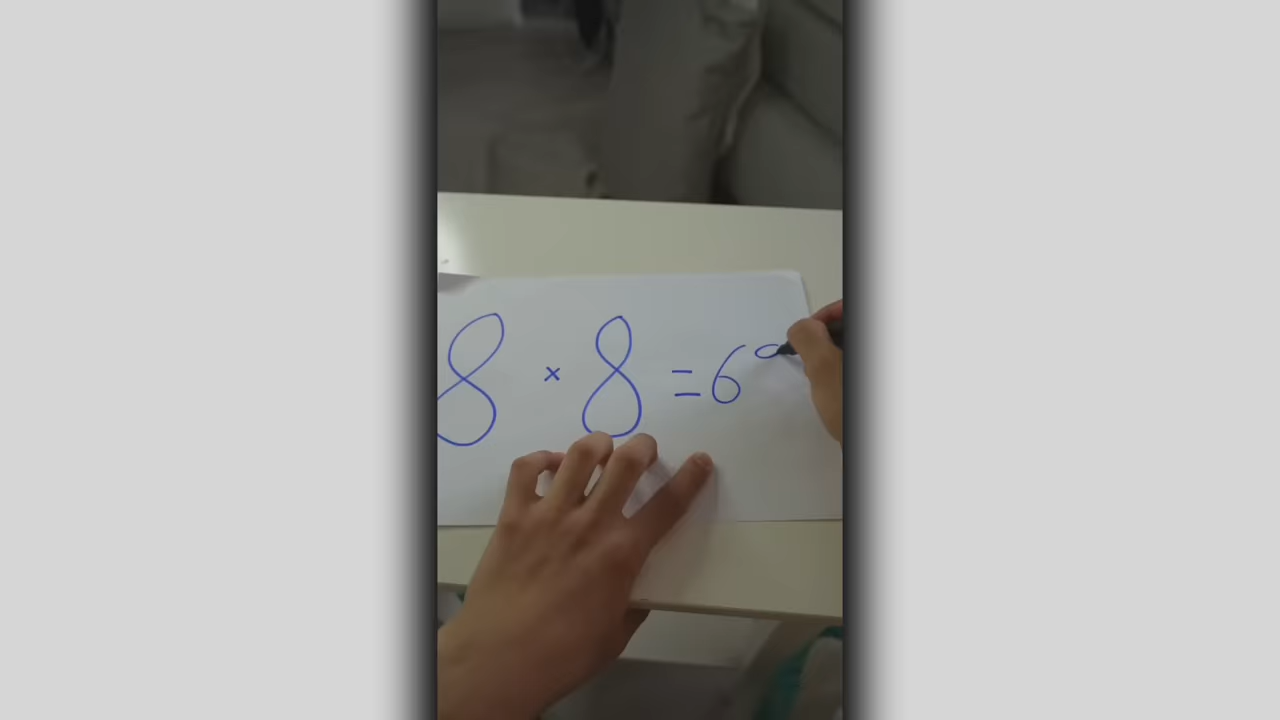 8 × 8 = 6